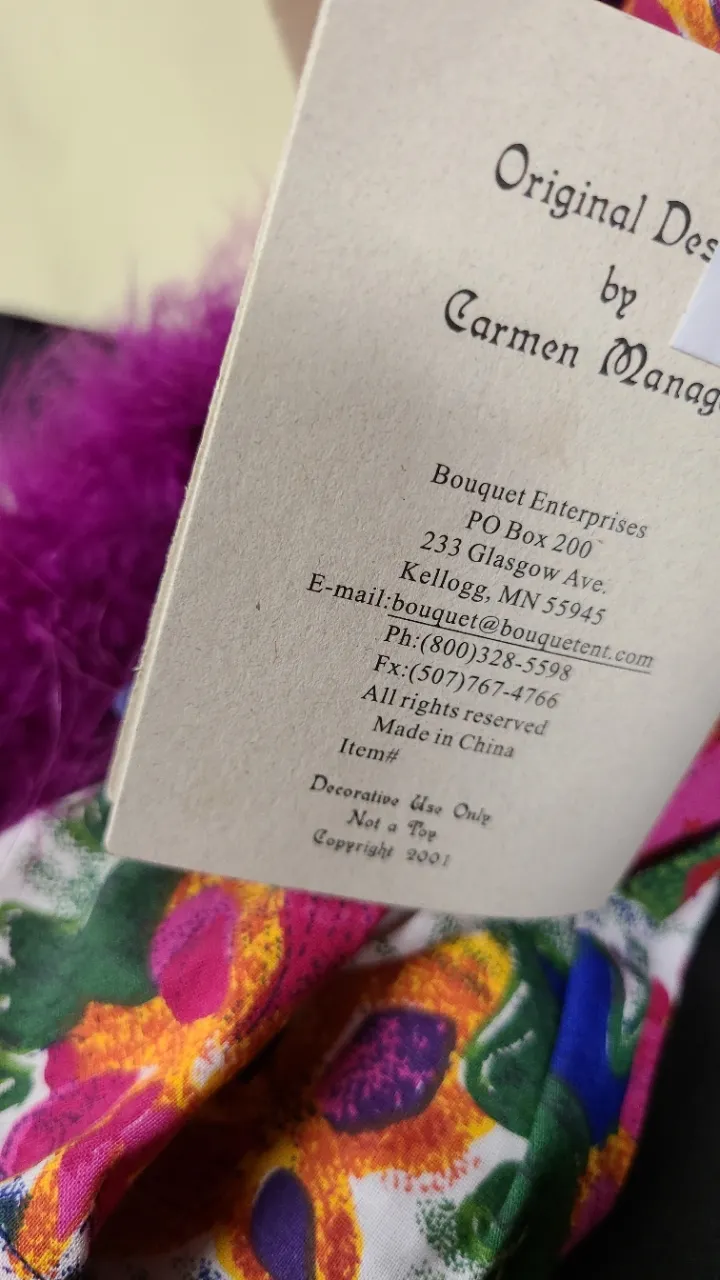 Original Des
by
Carmen Manag
Bouquet Enterprises
PO Box 200
233 Glasgow Ave.
Kellogg, MN 55945
E-mail:bouquet@bouquetent.com
Ph:(800)328-5598
Fx:(507)767-4766
All rights reserved
Made in China
Item#
Decorative Use Only
Not a Toy
Copyright 2001